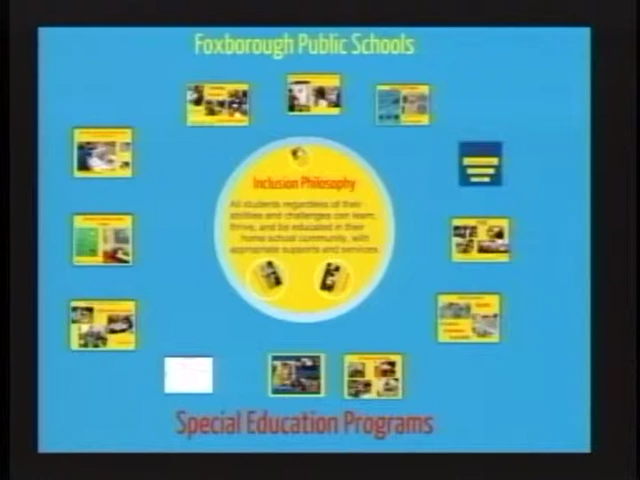 Foxborough Public Schools
Inclusion Philosophy
All students regardless of their
abilities and challenges can learn,
thrive, and be educated in their
home school community, with
appropriate supports and services.
Special Education Programs